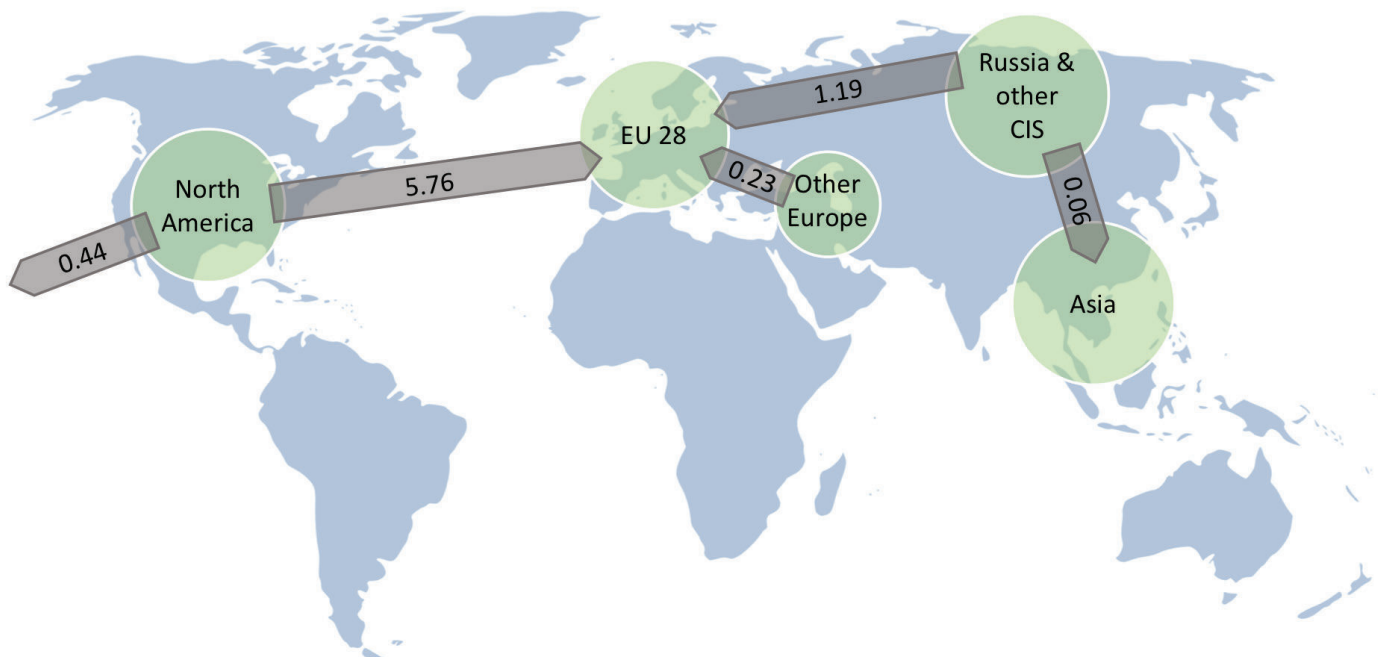 Russia &
other
CIS
1.19
EU 28
0.23
Other
Europe
5.76
North
America
0.44
0.06
Asia